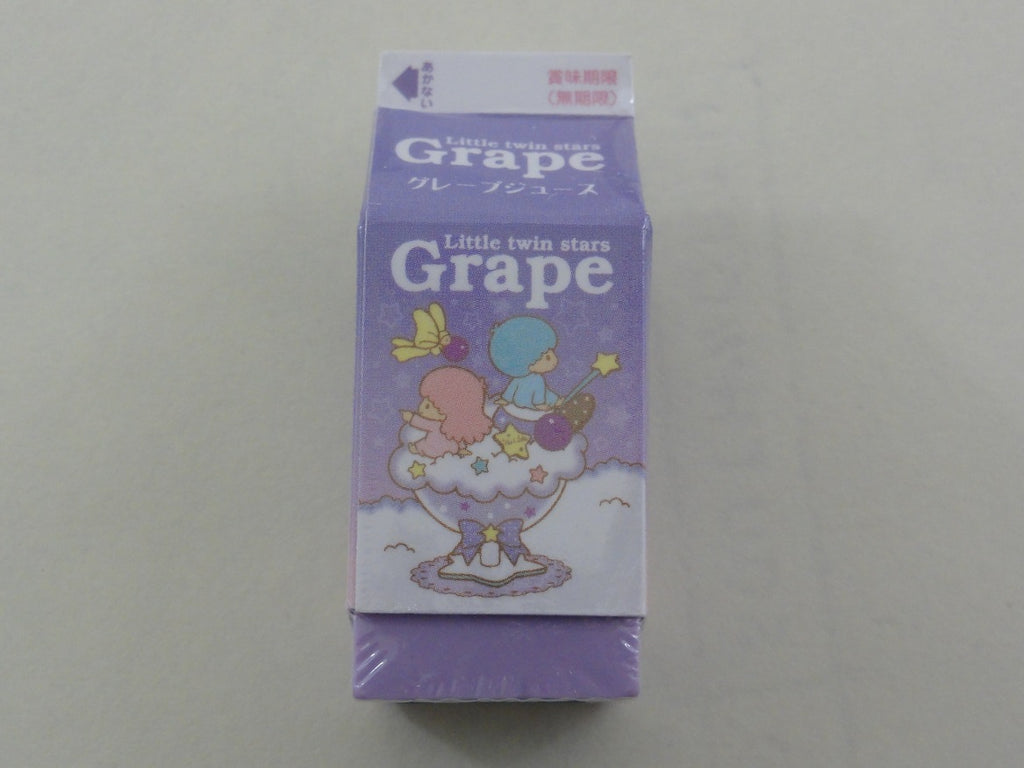 あかない
賞味期限
(無期限)
Little twin stars
Grape
グレープジュース
Little twin stars
Grape